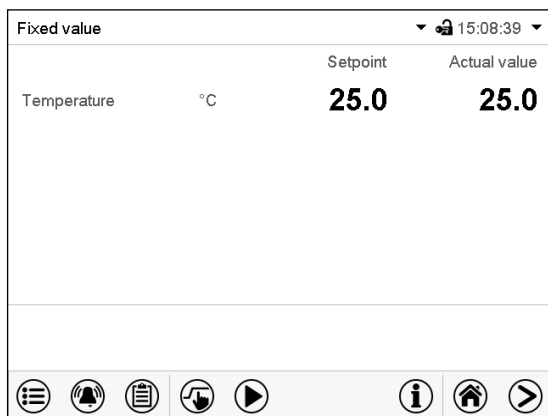 Fixed value 15:08:39
Setpoint Actual value
Temperature °C 25.0 25.0